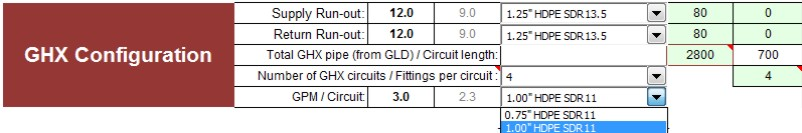 GHX Configuration
Supply Run-out: 12.0 9.0 1.25" HDPE SDR13.5 80 0
Return Run-out: 12.0 9.0 1.25" HDPE SDR13.5 80 0
Total GHX pipe (from GLD) / Circuit length: 2800 700
Number of GHX circuits / Fittings per circuit : 4 4
GPM / Circuit: 3.0 2.3 1.00" HDPE SDR11
0.75" HDPE SDR11
1.00" HDPE SDR11